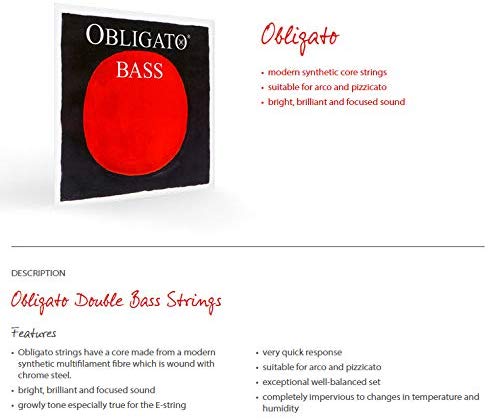 OBLIGATO®
BASS
Obligato
• modern synthetic core strings
• suitable for arco and pizzicato
• bright, brilliant and focused sound
DESCRIPTION
Obligato Double Bass Strings
Features
• Obligato strings have a core made from a modern
synthetic multifilament fibre which is wound with
chrome steel.
• bright, brilliant and focused sound
• growly tone especially true for the E-string
• very quick response
• suitable for arco and pizzicato
• exceptional well-balanced set
• completely impervious to changes in temperature and
humidity